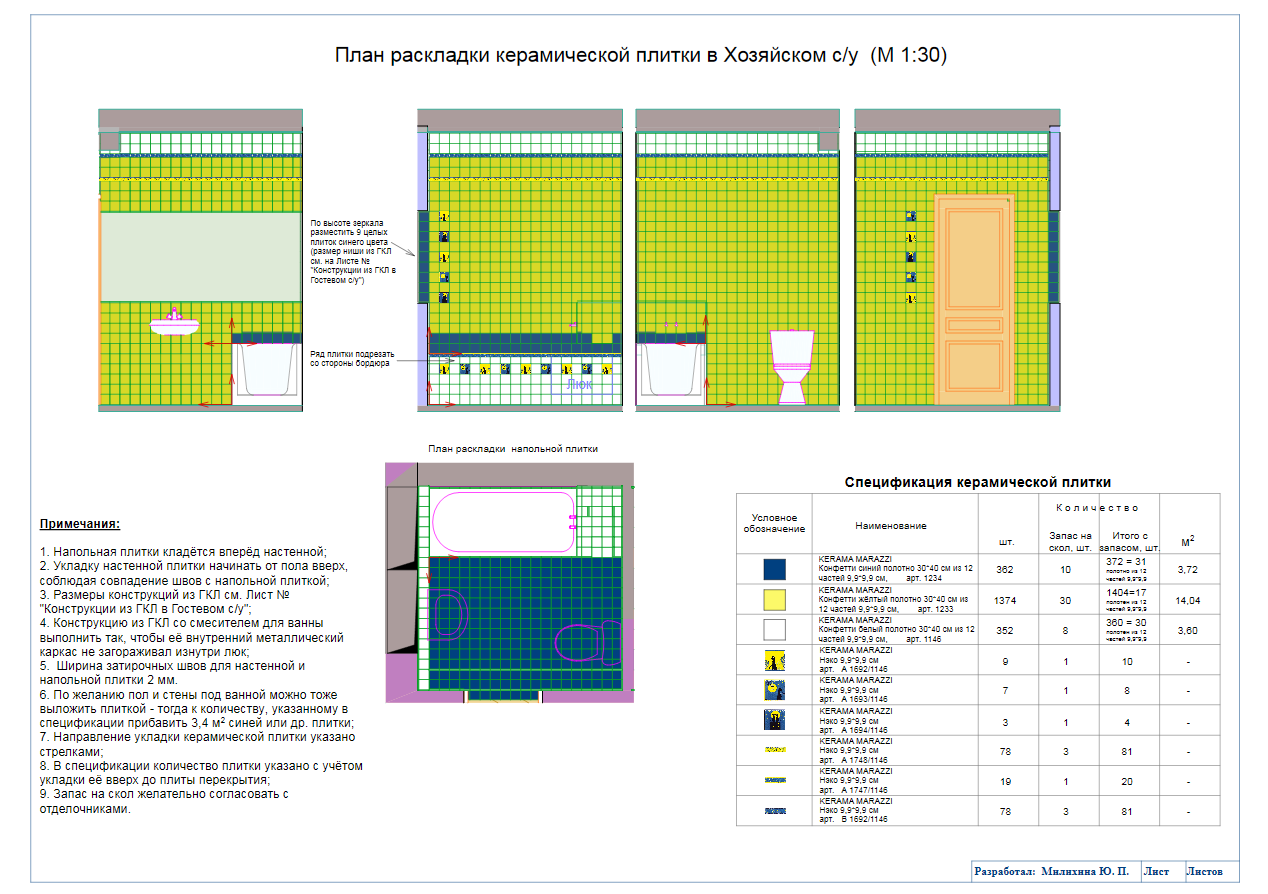 План раскладки керамической плитки в Хозяйском с/у (М 1:30)
По высоте зеркала
разместить 9 целых
плиток синего цвета
(размер ниши из ГКЛ
см. на Листе №
"Конструкции из ГКЛ в
Гостевом с/у")
Ряд плитки подрезать
со стороны бордюра
Люк
План раскладки напольной плитки
Примечания:
1. Напольная плитки кладётся вперёд настенной;
2. Укладку настенной плитки начинать от пола вверх,
соблюдая совпадение швов с напольной плиткой;
3. Размеры конструкций из ГКЛ см. Лист №
"Конструкции из ГКЛ в Гостевом с/у";
4. Конструкцию из ГКЛ со смесителем для ванны
выполнить так, чтобы её внутренний металлический
каркас не загораживал изнутри люк;
5. Ширина затирочных швов для настенной и
напольной плитки 2 мм.
6. По желанию пол и стены под ванной можно тоже
выложить плиткой - тогда к количеству, указанному в
спецификации прибавить 3,4 м² синей или др. плитки;
7. Направление укладки керамической плитки указано
стрелками;
8. В спецификации количество плитки указано с учётом
укладки её вверх до плиты перекрытия;
9. Запас на скол желательно согласовать с
отделочниками.
Спецификация керамической плитки
Условное
обозначение
Наименование
Количество
шт.
Запас на
скол, шт.
Итого с
запасом, шт.
М²
KERAMA MARAZZI
Конфетти синий полотно 30*40 см из 12
частей 9,9*9,9 см, арт. 1234
362
10
372 = 31
полотно из 12
частей 9,9*9,9
3,72
KERAMA MARAZZI
Конфетти жёлтый полотно 30*40 см из
12 частей 9,9*9,9 см, арт. 1233
1374
30
1404=17
полотен из 12
частей 9,9*9,9
14,04
KERAMA MARAZZI
Конфетти белый полотно 30*40 см из 12
частей 9,9*9,9 см, арт. 1146
352
8
360 = 30
полотен из 12
частей 9,9*9,9
3,60
KERAMA MARAZZI
Нэко 9,9*9,9 см
арт. А 1692/1146
9
1
10
-
KERAMA MARAZZI
Нэко 9,9*9,9 см
арт. А 1693/1146
7
1
8
-
KERAMA MARAZZI
Нэко 9,9*9,9 см
арт. А 1694/1146
3
1
4
-
KERAMA MARAZZI
Нэко 9,9*9,9 см
арт. А 1748/1146
78
3
81
-
KERAMA MARAZZI
Нэко 9,9*9,9 см
арт. А 1747/1146
19
1
20
-
KERAMA MARAZZI
Нэко 9,9*9,9 см
арт. В 1692/1146
78
3
81
-
Разработал: Милихина Ю. П.
Лист
Листов